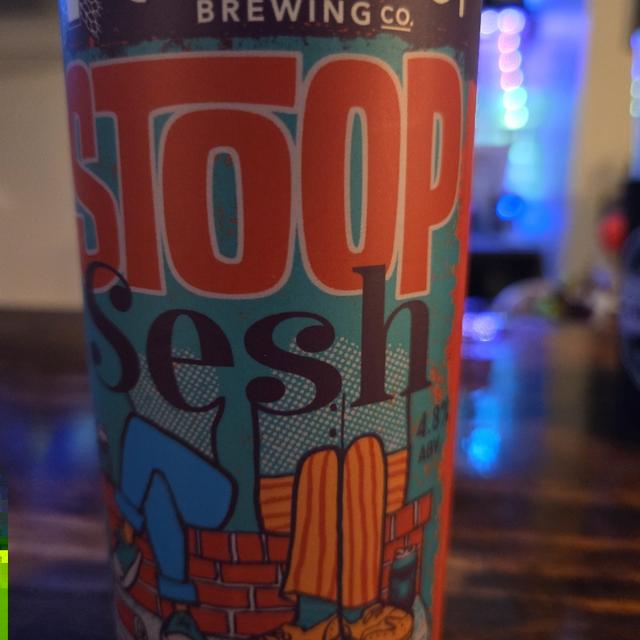 BREWING CO.
STOOP
Sesh
4.8%
ABV